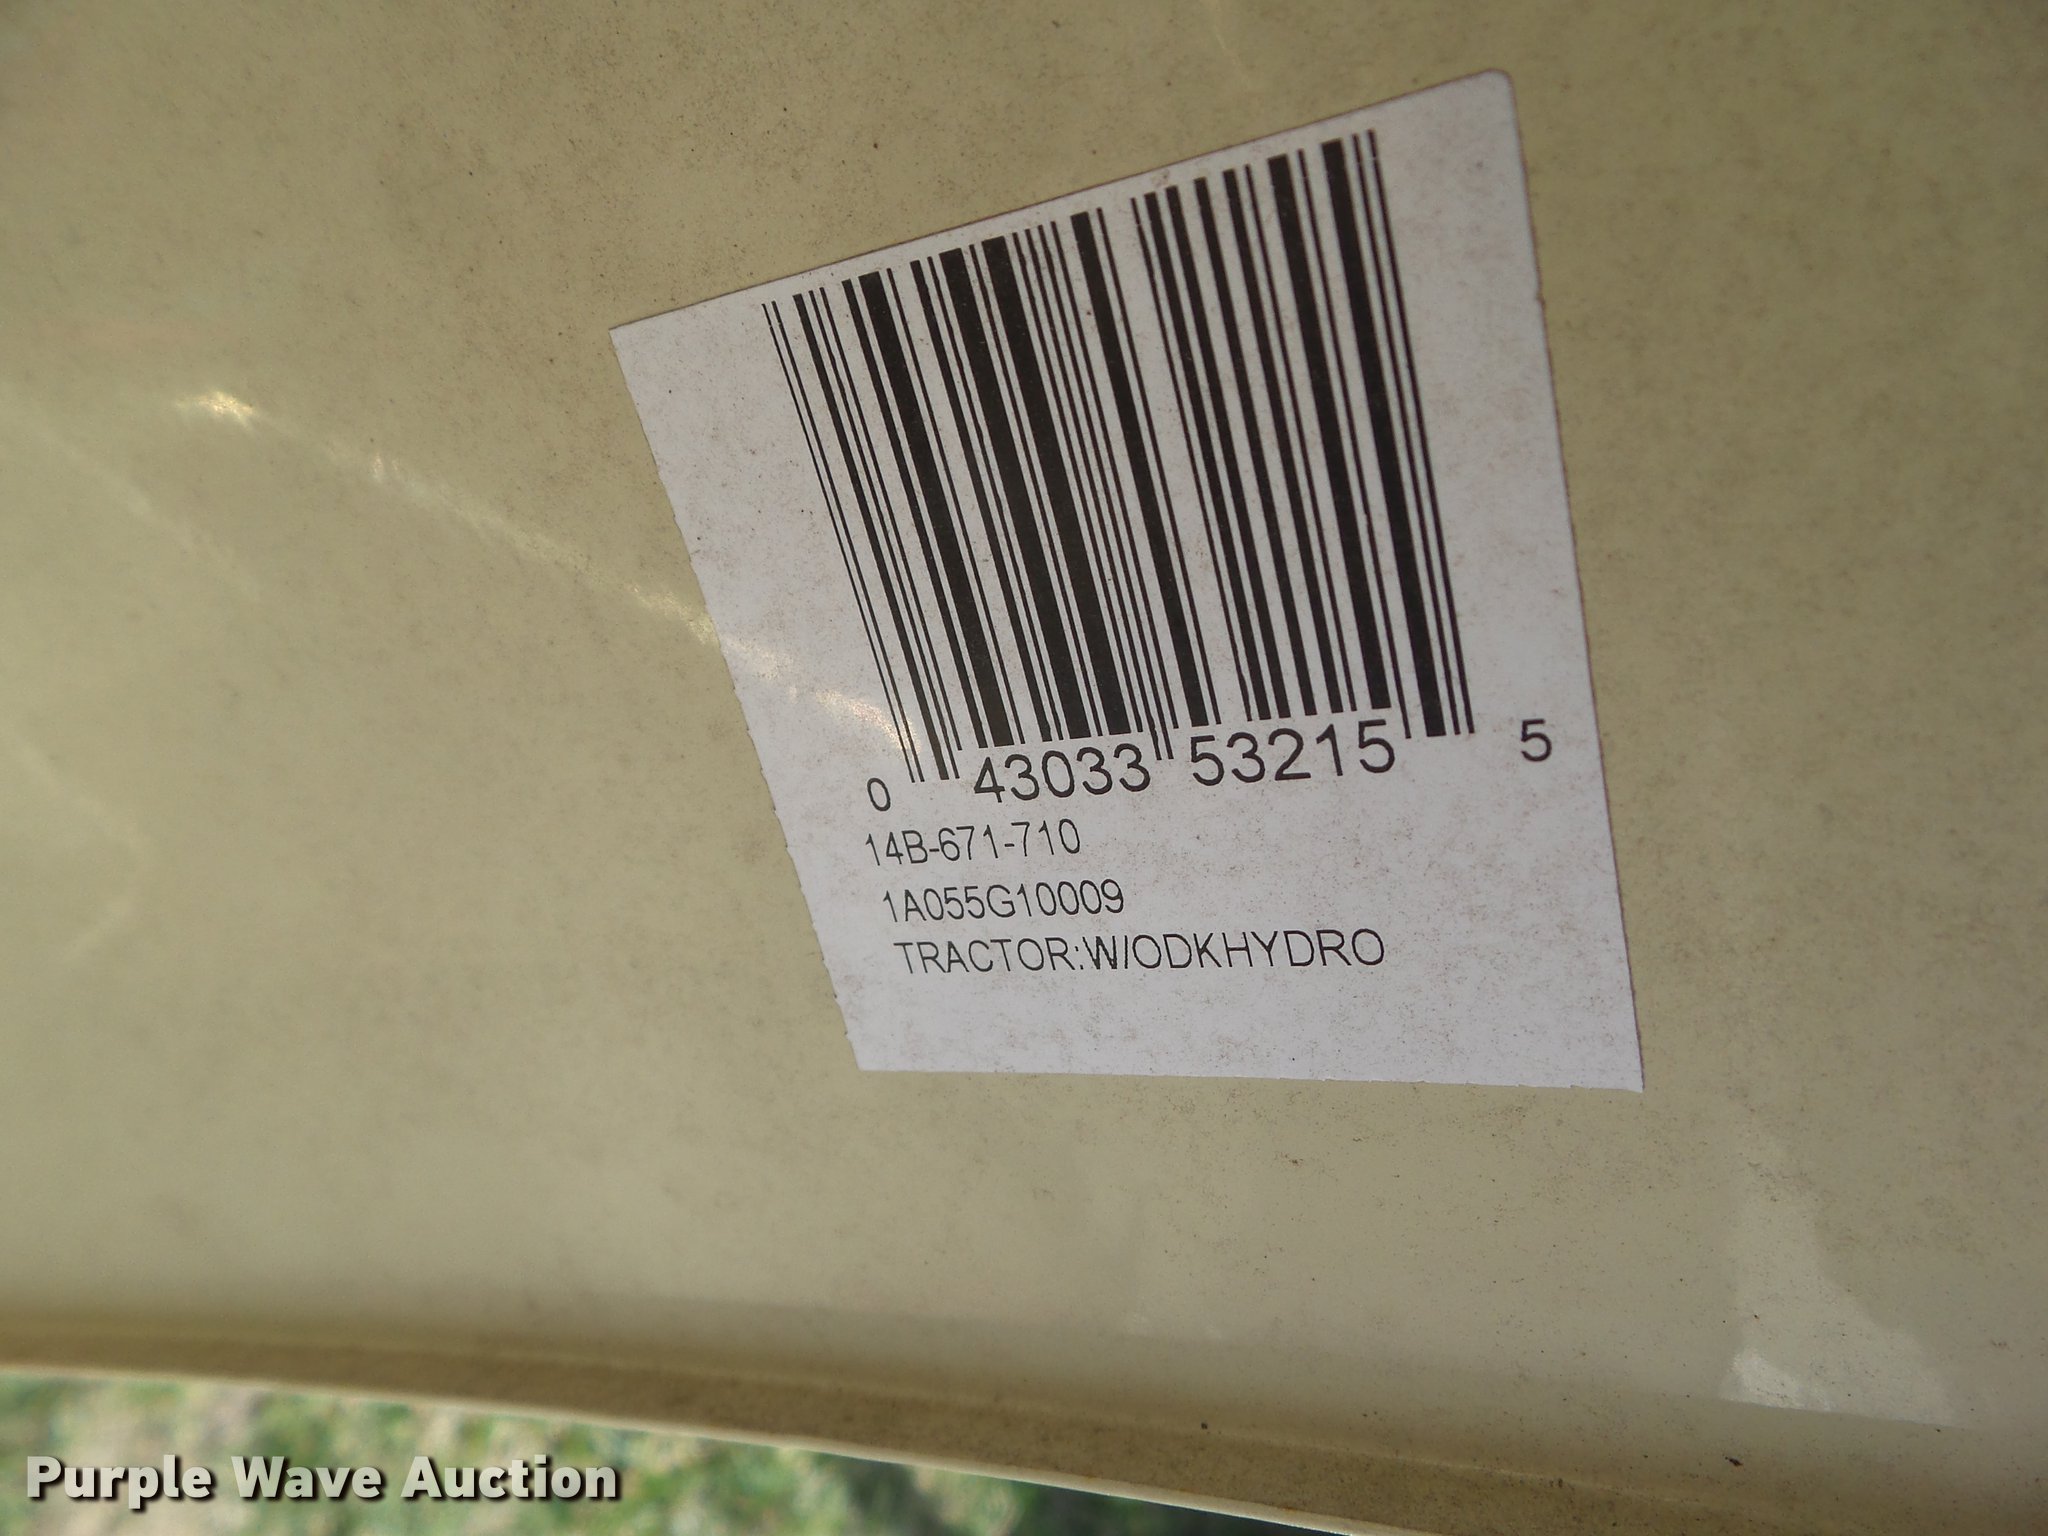 0 43033 53215 5
14B-671-710
1A055G10009
TRACTOR:W/ODKHYDRO
Purple Wave Auction